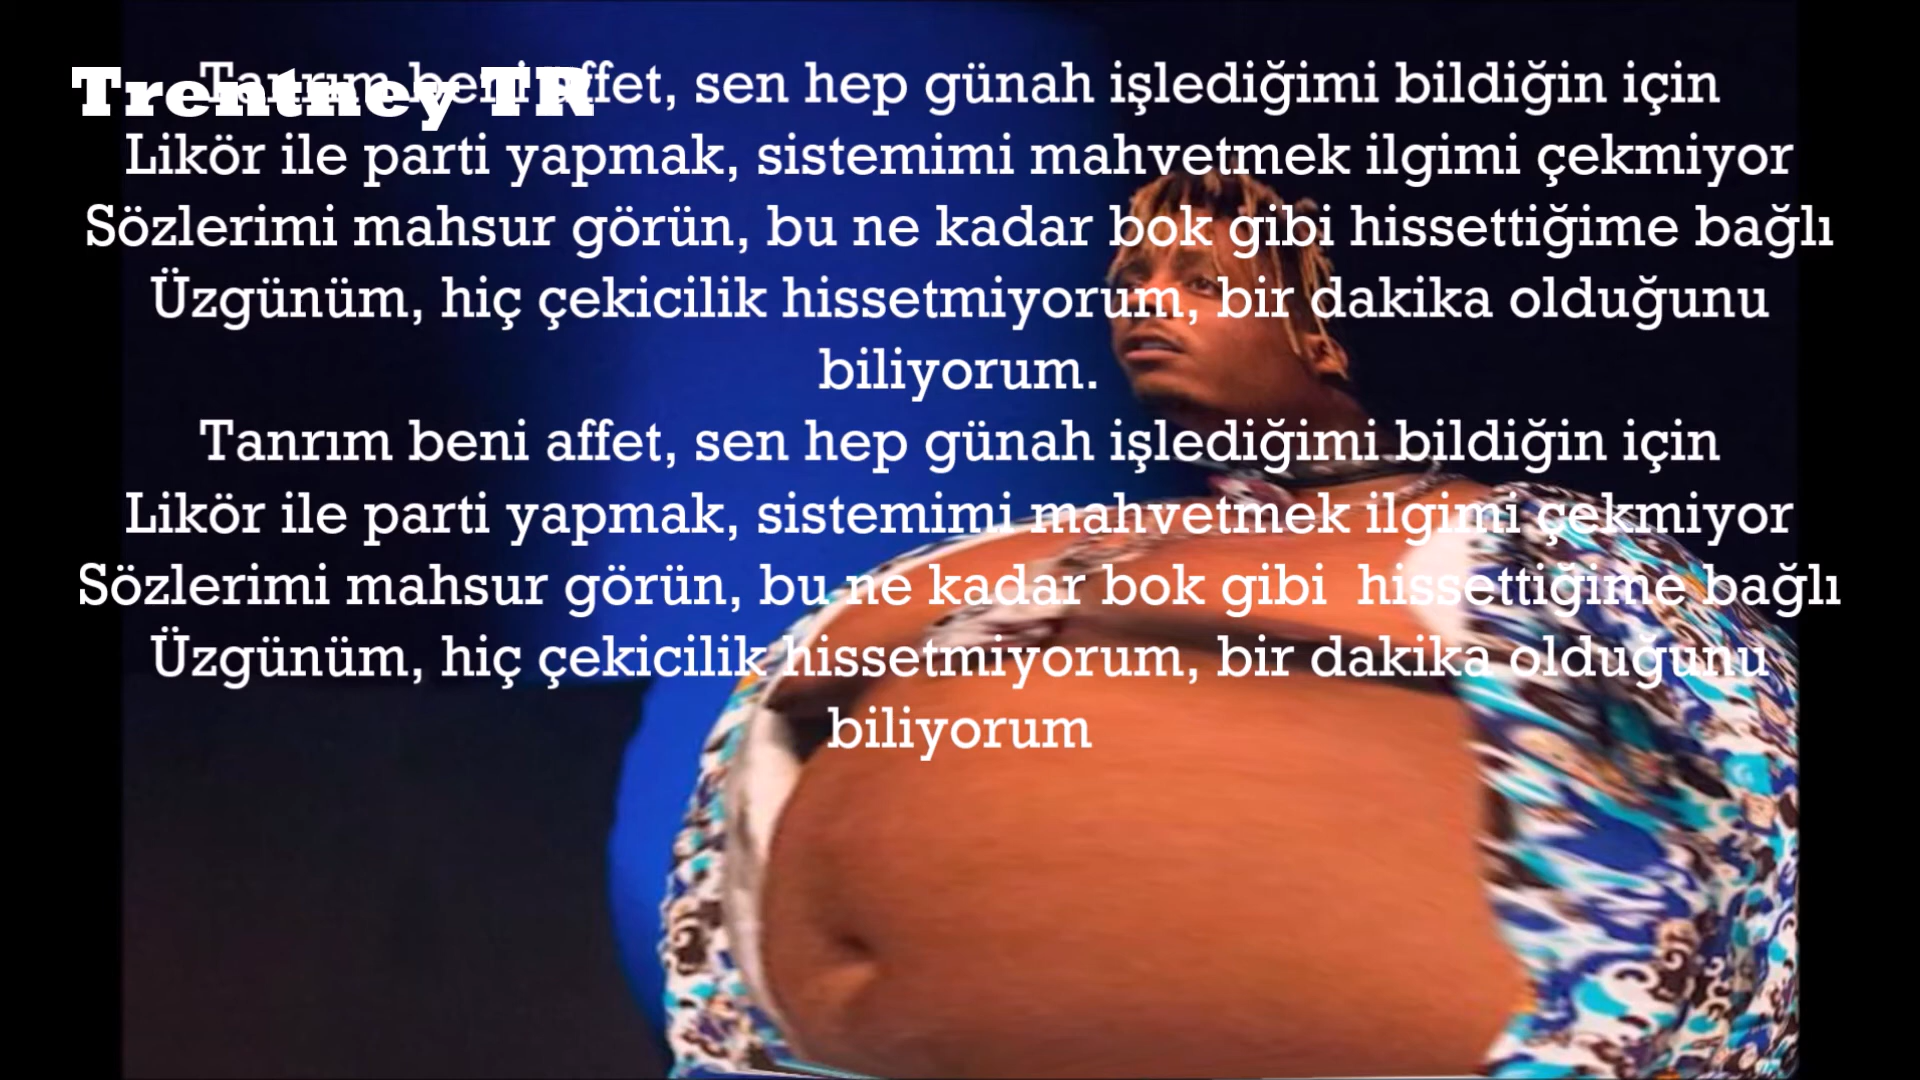 Trentney TR
Tanrım beni affet, sen hep günah işlediğimi bildiğin için
Likör ile parti yapmak, sistemimi mahvetmek ilgimi çekmiyor
Sözlerimi mahsur görün, bu ne kadar bok gibi hissettiğime bağlı
Üzgünüm, hiç çekicilik hissetmiyorum, bir dakika olduğunu
biliyorum.
Tanrım beni affet, sen hep günah işlediğimi bildiğin için
Likör ile parti yapmak, sistemimi mahvetmek ilgimi çekmiyor
Sözlerimi mahsur görün, bu ne kadar bok gibi  hissettiğime bağlı
Üzgünüm, hiç çekicilik hissetmiyorum, bir dakika olduğunu
biliyorum